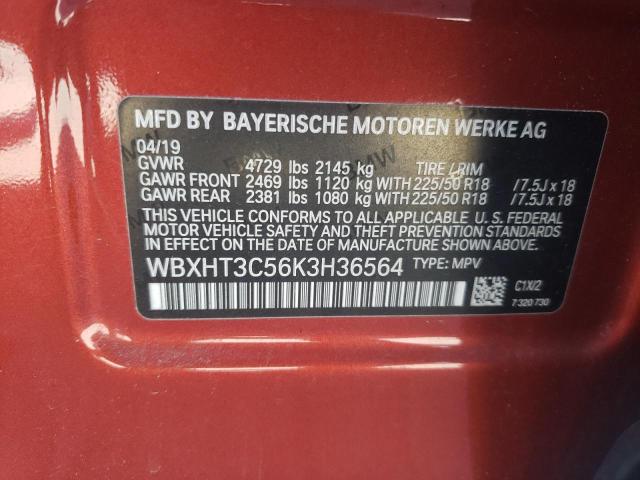 MFD BY BAYERISCHE MOTOREN WERKE AG
04/19
GVWR 4729 lbs 2145 kg TIRE / RIM
GAWR FRONT 2469 lbs 1120 kg WITH 225/50 R18 /7.5J x 18
GAWR REAR 2381 lbs 1080 kg WITH 225/50 R18 /7.5J x 18
THIS VEHICLE CONFORMS TO ALL APPLICABLE U. S. FEDERAL
MOTOR VEHICLE SAFETY AND THEFT PREVENTION STANDARDS
IN EFFECT ON THE DATE OF MANUFACTURE SHOWN ABOVE.
WBXHT3C56K3H36564 TYPE: MPV
C1X/2
7 320 730